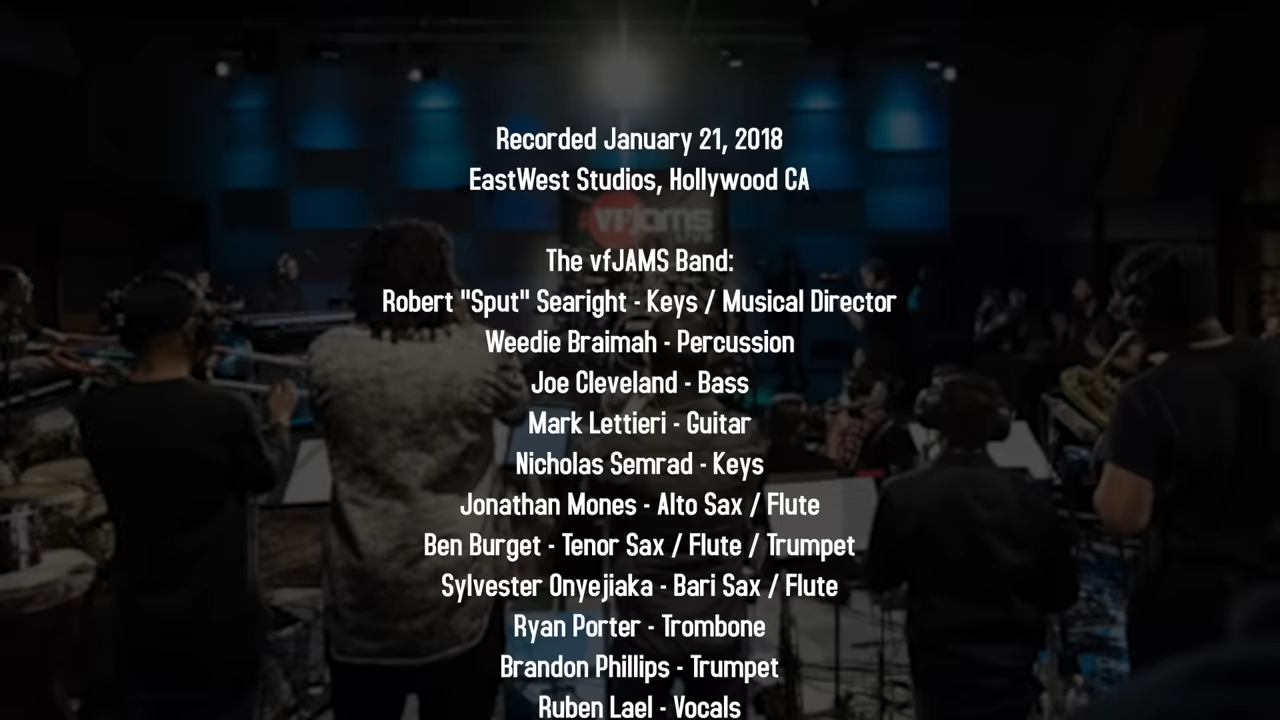 Recorded January 21, 2018
EastWest Studios, Hollywood CA
vfjams
LIVE
The vfJAMS Band:
Robert "Sput" Searight - Keys / Musical Director
Weedie Braimah - Percussion
Joe Cleveland - Bass
Mark Lettieri - Guitar
Nicholas Semrad - Keys
Jonathan Mones - Alto Sax / Flute
Ben Burget - Tenor Sax / Flute / Trumpet
Sylvester Onyejiaka - Bari Sax / Flute
Ryan Porter - Trombone
Brandon Phillips - Trumpet
Ruben Lael - Vocals